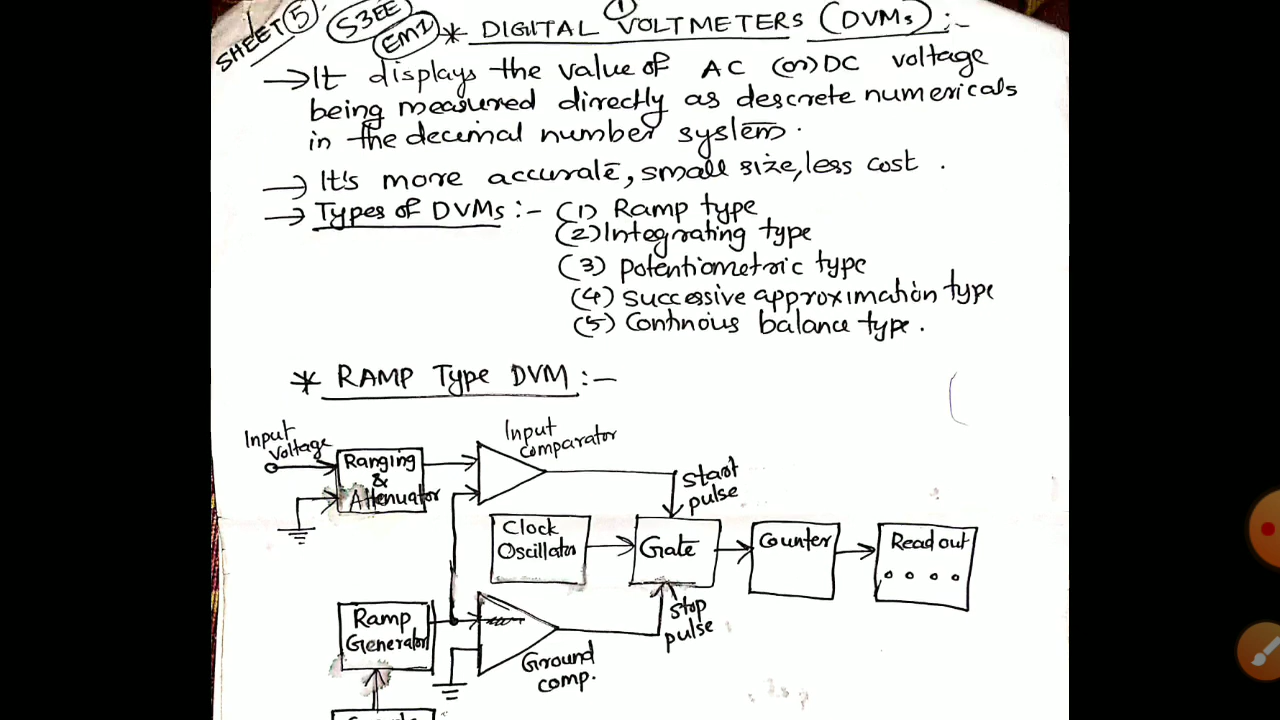 SHEET 5
S3EE
EM1
1
* DIGITAL VOLTMETERS (DVMs) :-
→ It displays the value of AC (or) DC voltage
being measured directly as descrete numericals
in the decimal number system.
→ It's more accurate, small size, less cost .
→ Types of DVMs :- (1) Ramp type
(2) Integrating type
(3) potentiometric type
(4) Successive approximation type
(5) Continous balance type .
* RAMP Type DVM :-
Input
Voltage
Ranging
&
Attenuator
Input
comparator
start
pulse
Clock
Oscillator
Gate
Counter
Read out
Ramp
Generator
stop
pulse
Ground
comp.